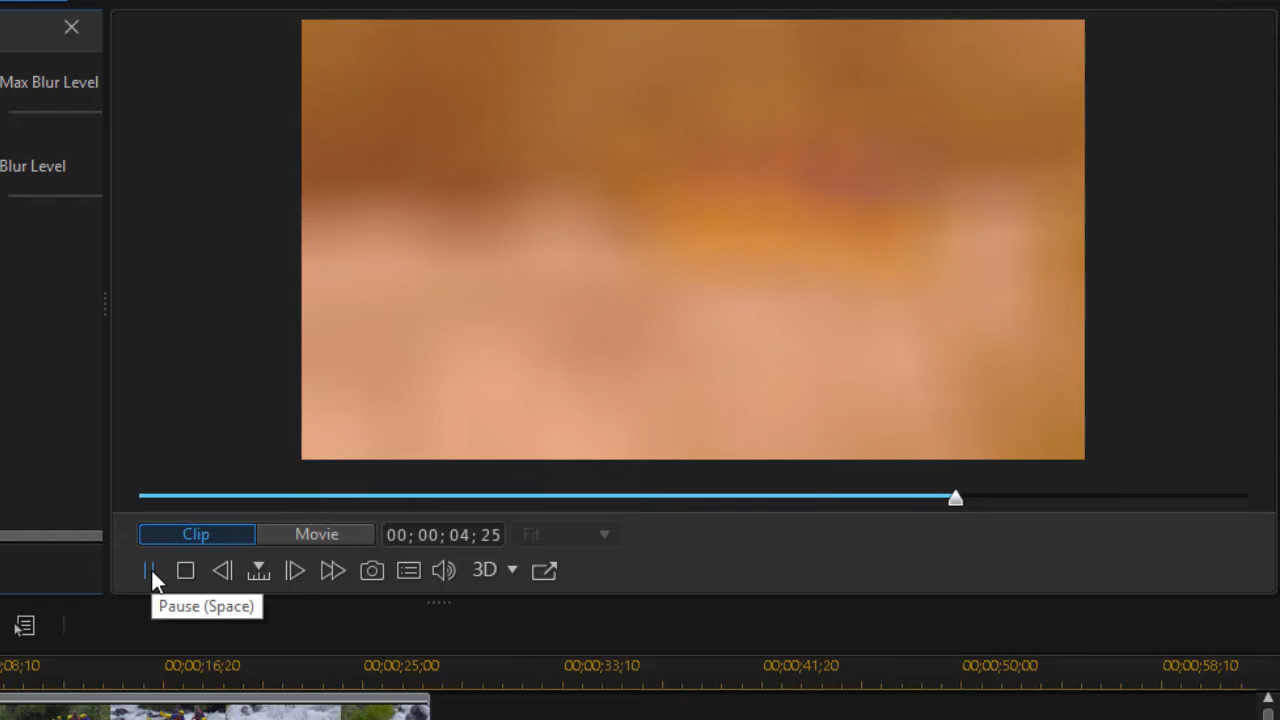 Max Blur Level
Blur Level
Clip Movie 00; 00; 04; 25 Fit
3D
Pause (Space)
:08;10 00;00;16;20 00;00;25;00 00;00;33;10 00;00;41;20 00;00;50;00 00;00;58;10